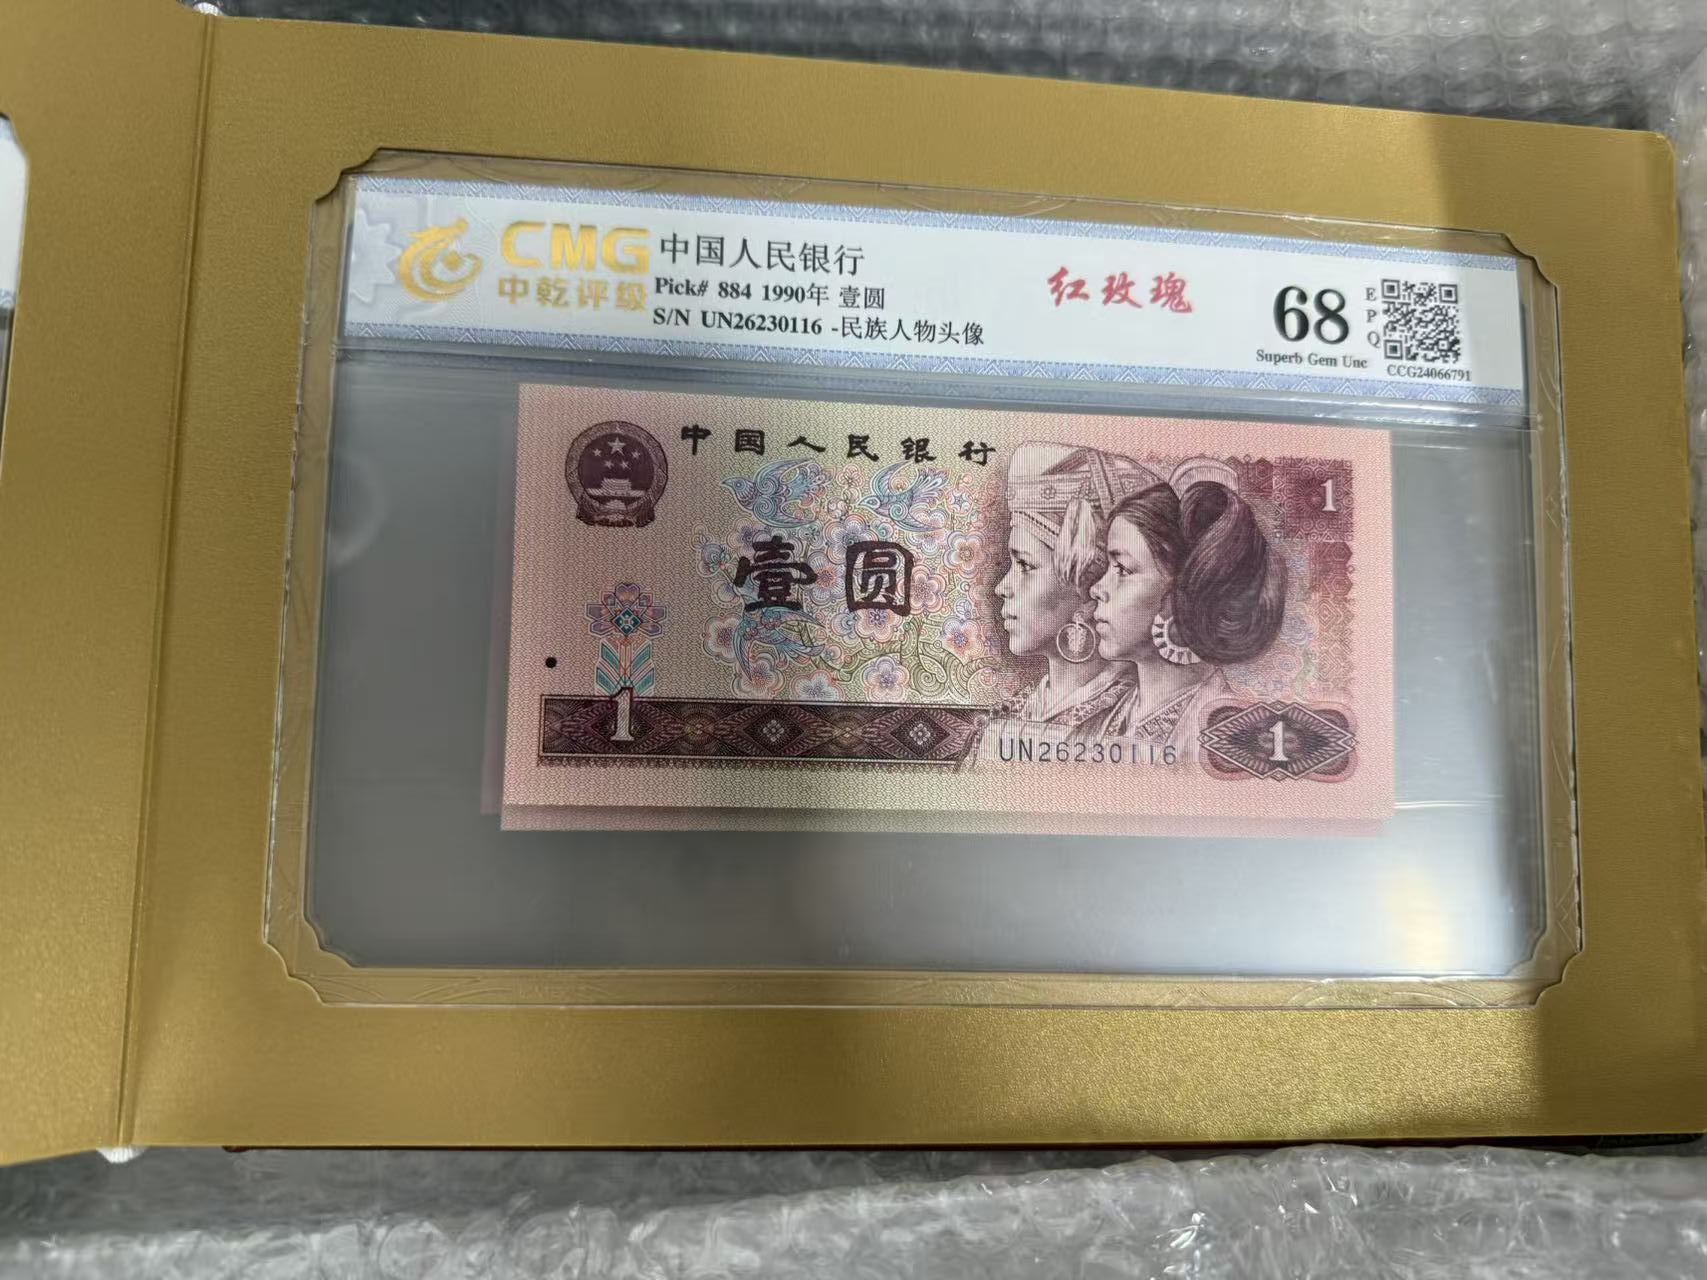 CMG
中乾评级
中国人民银行
Pick# 884 1990年 壹圆
S/N UN26230116 -民族人物头像
红玫瑰
68
EPQ
Superb Gem Unc
CCG24066791
中国人民银行
1
壹圆
1
UN26230116
1